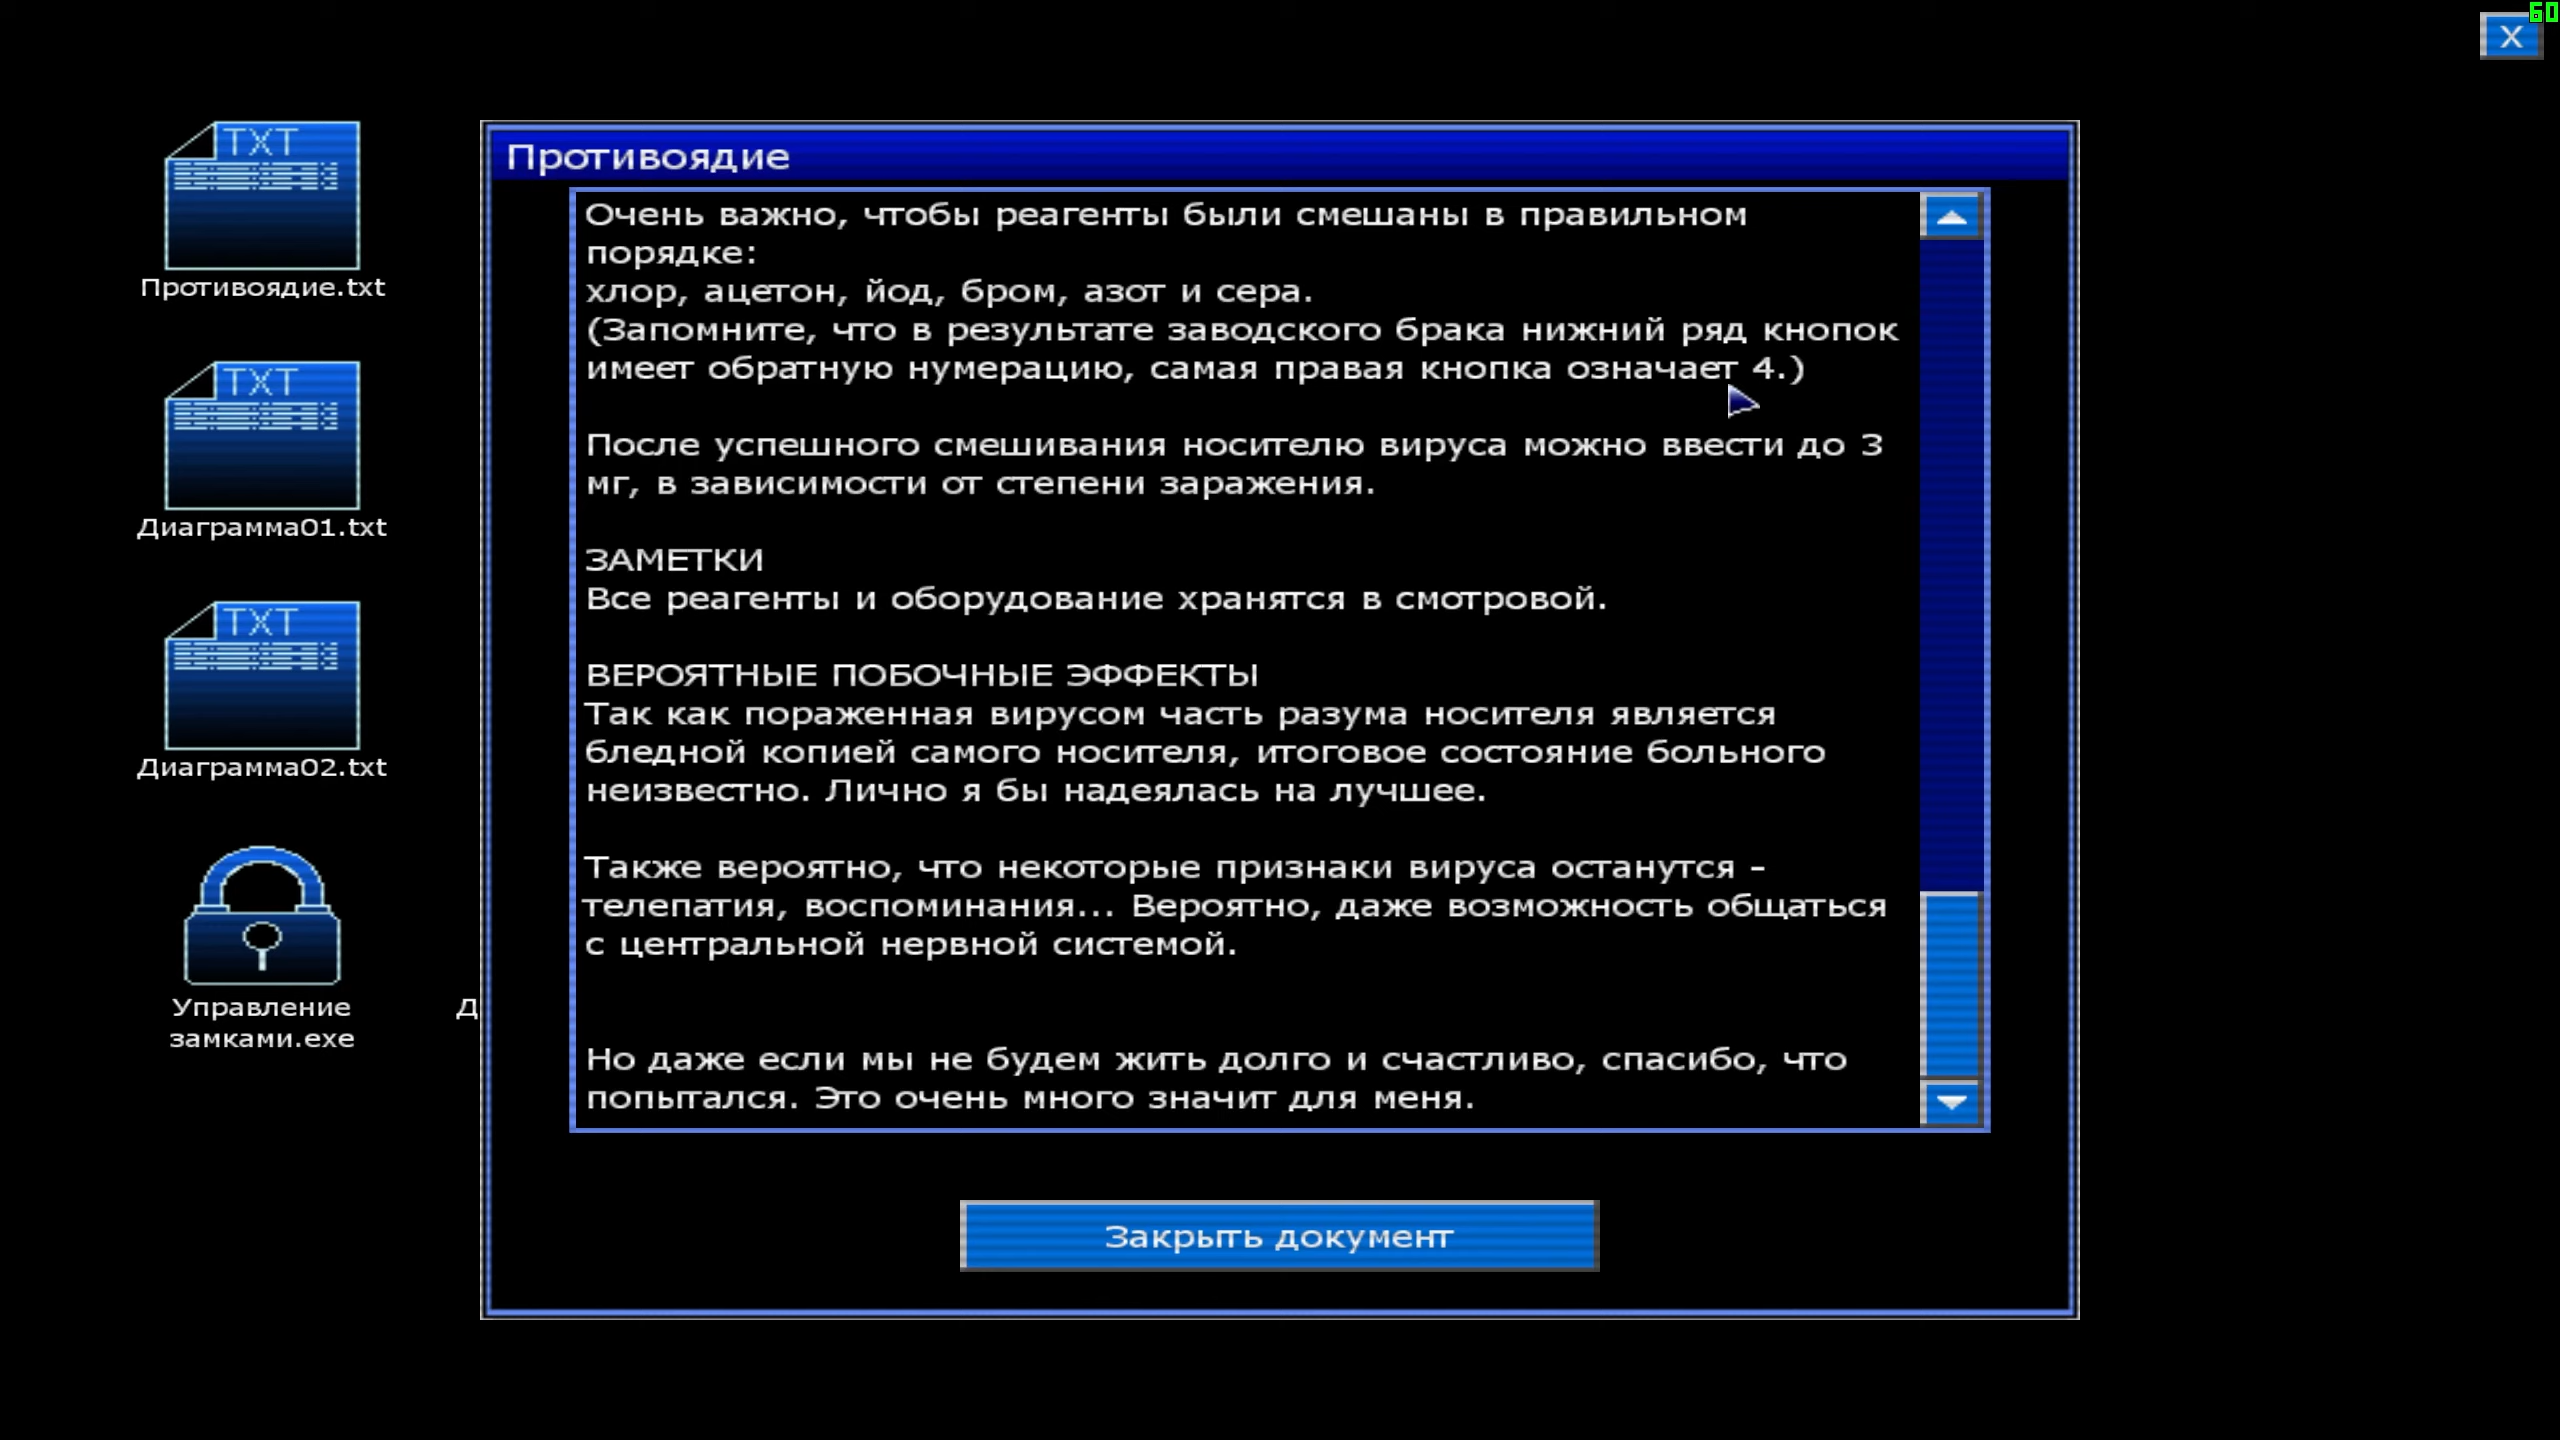 60
X
TXT
Противоядие.txt
TXT
Диаграмма01.txt
TXT
Диаграмма02.txt
Управление
замками.exe
Д
Противоядие
Очень важно, чтобы реагенты были смешаны в правильном
порядке:
хлор, ацетон, йод, бром, азот и сера.
(Запомните, что в результате заводского брака нижний ряд кнопок
имеет обратную нумерацию, самая правая кнопка означает 4.)
После успешного смешивания носителю вируса можно ввести до 3
мг, в зависимости от степени заражения.
ЗАМЕТКИ
Все реагенты и оборудование хранятся в смотровой.
ВЕРОЯТНЫЕ ПОБОЧНЫЕ ЭФФЕКТЫ
Так как пораженная вирусом часть разума носителя является
бледной копией самого носителя, итоговое состояние больного
неизвестно. Лично я бы надеялась на лучшее.
Также вероятно, что некоторые признаки вируса останутся -
телепатия, воспоминания... Вероятно, даже возможность общаться
с центральной нервной системой.
Но даже если мы не будем жить долго и счастливо, спасибо, что
попытался. Это очень много значит для меня.
Закрыть документ